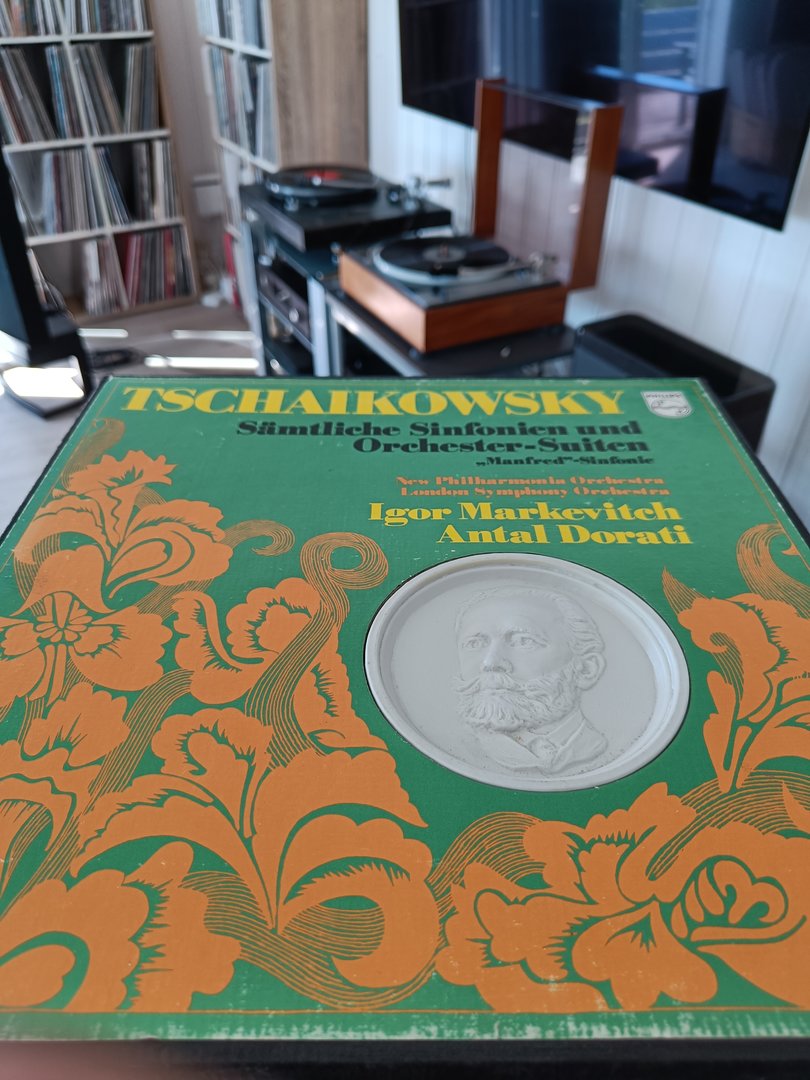 TSCHAIKOWSKY
PHILIPS
Sämtliche Sinfonien und
Orchester-Suiten
„Manfred”-Sinfonie
New Philharmonia Orchestra
London Symphony Orchestra
Igor Markevitch
Antal Dorati